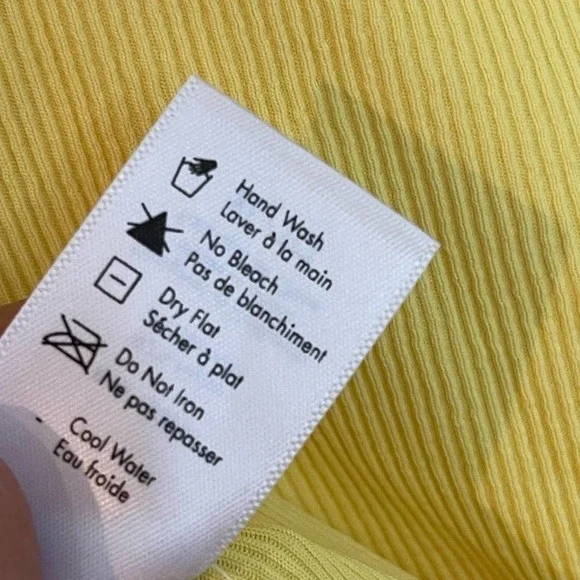 Hand Wash
Laver à la main
No Bleach
Pas de blanchiment
Dry Flat
Sécher à plat
Do Not Iron
Ne pas repasser
Cool Water
Eau froide